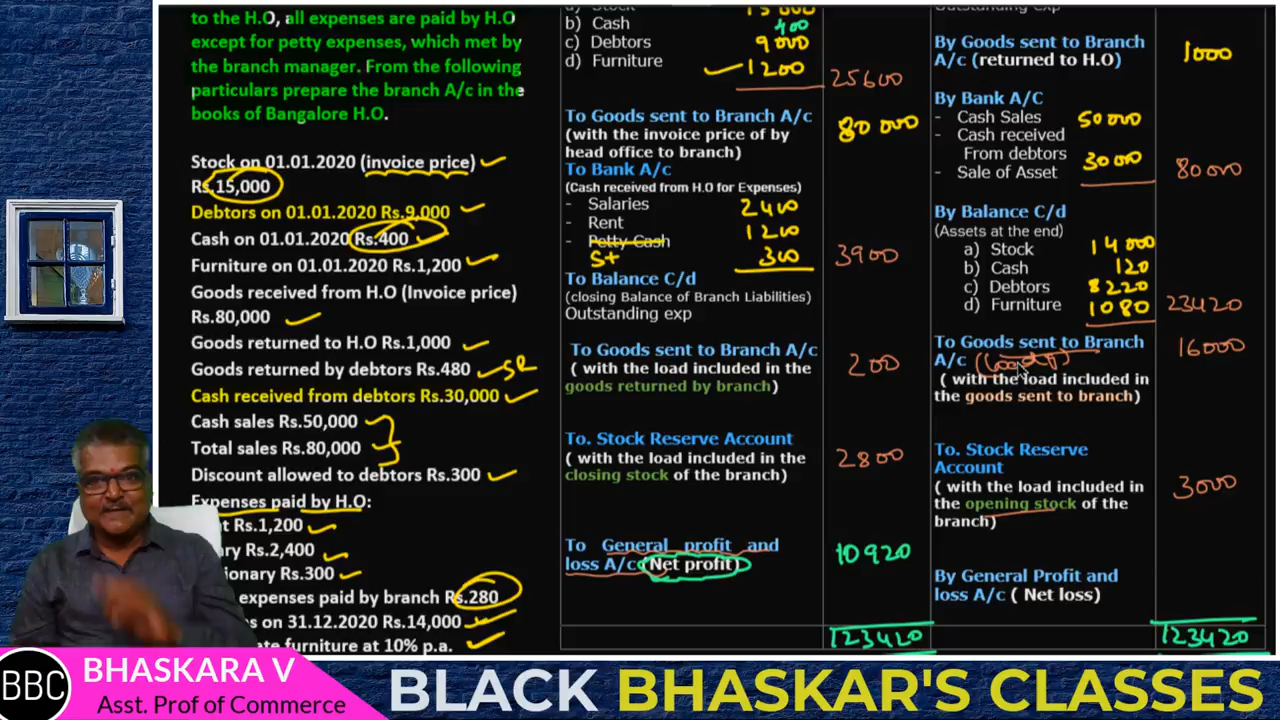 to the H.O, all expenses are paid by H.O
except for petty expenses, which met by
the branch manager. From the following
particulars prepare the branch A/c in the
books of Bangalore H.O.
Stock on 01.01.2020 (invoice price)
Rs.15,000
Debtors on 01.01.2020 Rs.9,000
Cash on 01.01.2020 Rs.400
Furniture on 01.01.2020 Rs.1,200
Goods received from H.O (Invoice price)
Rs.80,000
Goods returned to H.O Rs.1,000
Goods returned by debtors Rs.480 SR
Cash received from debtors Rs.30,000
Cash sales Rs.50,000
Total sales Rs.80,000
Discount allowed to debtors Rs.300
Expenses paid by H.O:
Rs.1,200
Rs.2,400
Rs.300
expenses paid by branch Rs.280
on 31.12.2020 Rs.14,000
furniture at 10% p.a.
b) Cash 400
c) Debtors 9000
d) Furniture 1200 25600
To Goods sent to Branch A/c 80000
(with the invoice price of by
head office to branch)
To Bank A/c
(Cash received from H.O for Expenses)
- Salaries 2400
- Rent 1200
- Petty Cash
St 300 3900
To Balance C/d
(closing Balance of Branch Liabilities)
Outstanding exp
To Goods sent to Branch A/c 200
( with the load included in the
goods returned by branch)
To. Stock Reserve Account 2800
( with the load included in the
closing stock of the branch)
To General profit and
loss A/c (Net profit) 10920
123420
By Goods sent to Branch
A/c (returned to H.O) 1000
By Bank A/C
- Cash Sales 50000
- Cash received
From debtors 30000
- Sale of Asset 80000
By Balance C/d
(Assets at the end)
a) Stock 14000
b) Cash 120
c) Debtors 8220
d) Furniture 1080 23420
To Goods sent to Branch 16000
A/c
( with the load included in
the goods sent to branch)
To. Stock Reserve
Account
( with the load included in 3000
the opening stock of the
branch)
By General Profit and
loss A/c ( Net loss)
123420
BBC
BHASKARA V
Asst. Prof of Commerce
BLACK BHASKAR'S CLASSES